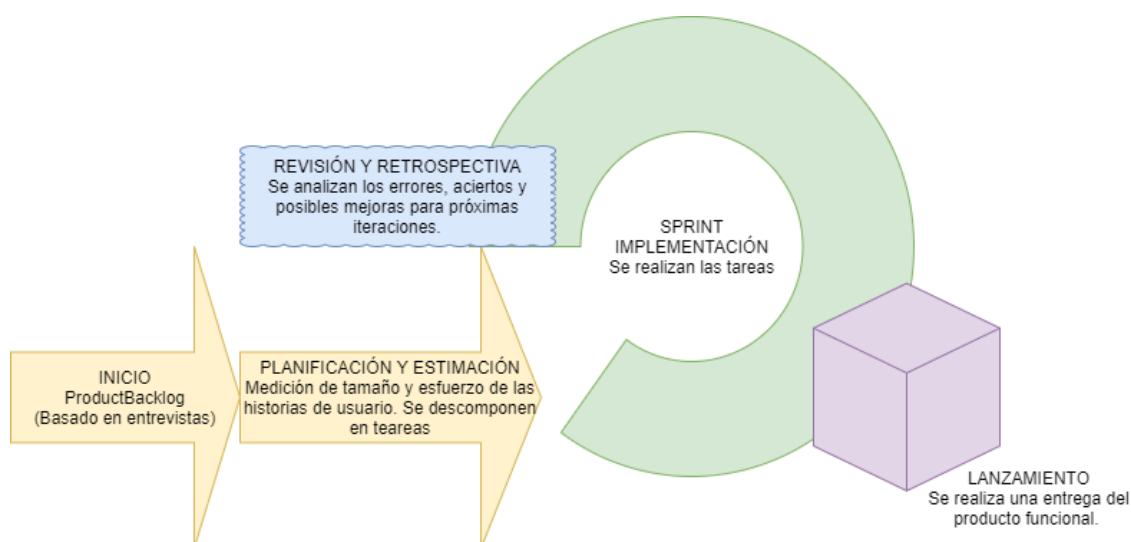 REVISIÓN Y RETROSPECTIVA
Se analizan los errores, aciertos y
posibles mejoras para próximas
iteraciones.
SPRINT
IMPLEMENTACIÓN
Se realizan las tareas
INICIO
ProductBacklog
(Basado en entrevistas)
PLANIFICACIÓN Y ESTIMACIÓN
Medición de tamaño y esfuerzo de las
historias de usuario. Se descomponen
en teareas
LANZAMIENTO
Se realiza una entrega del
producto funcional.